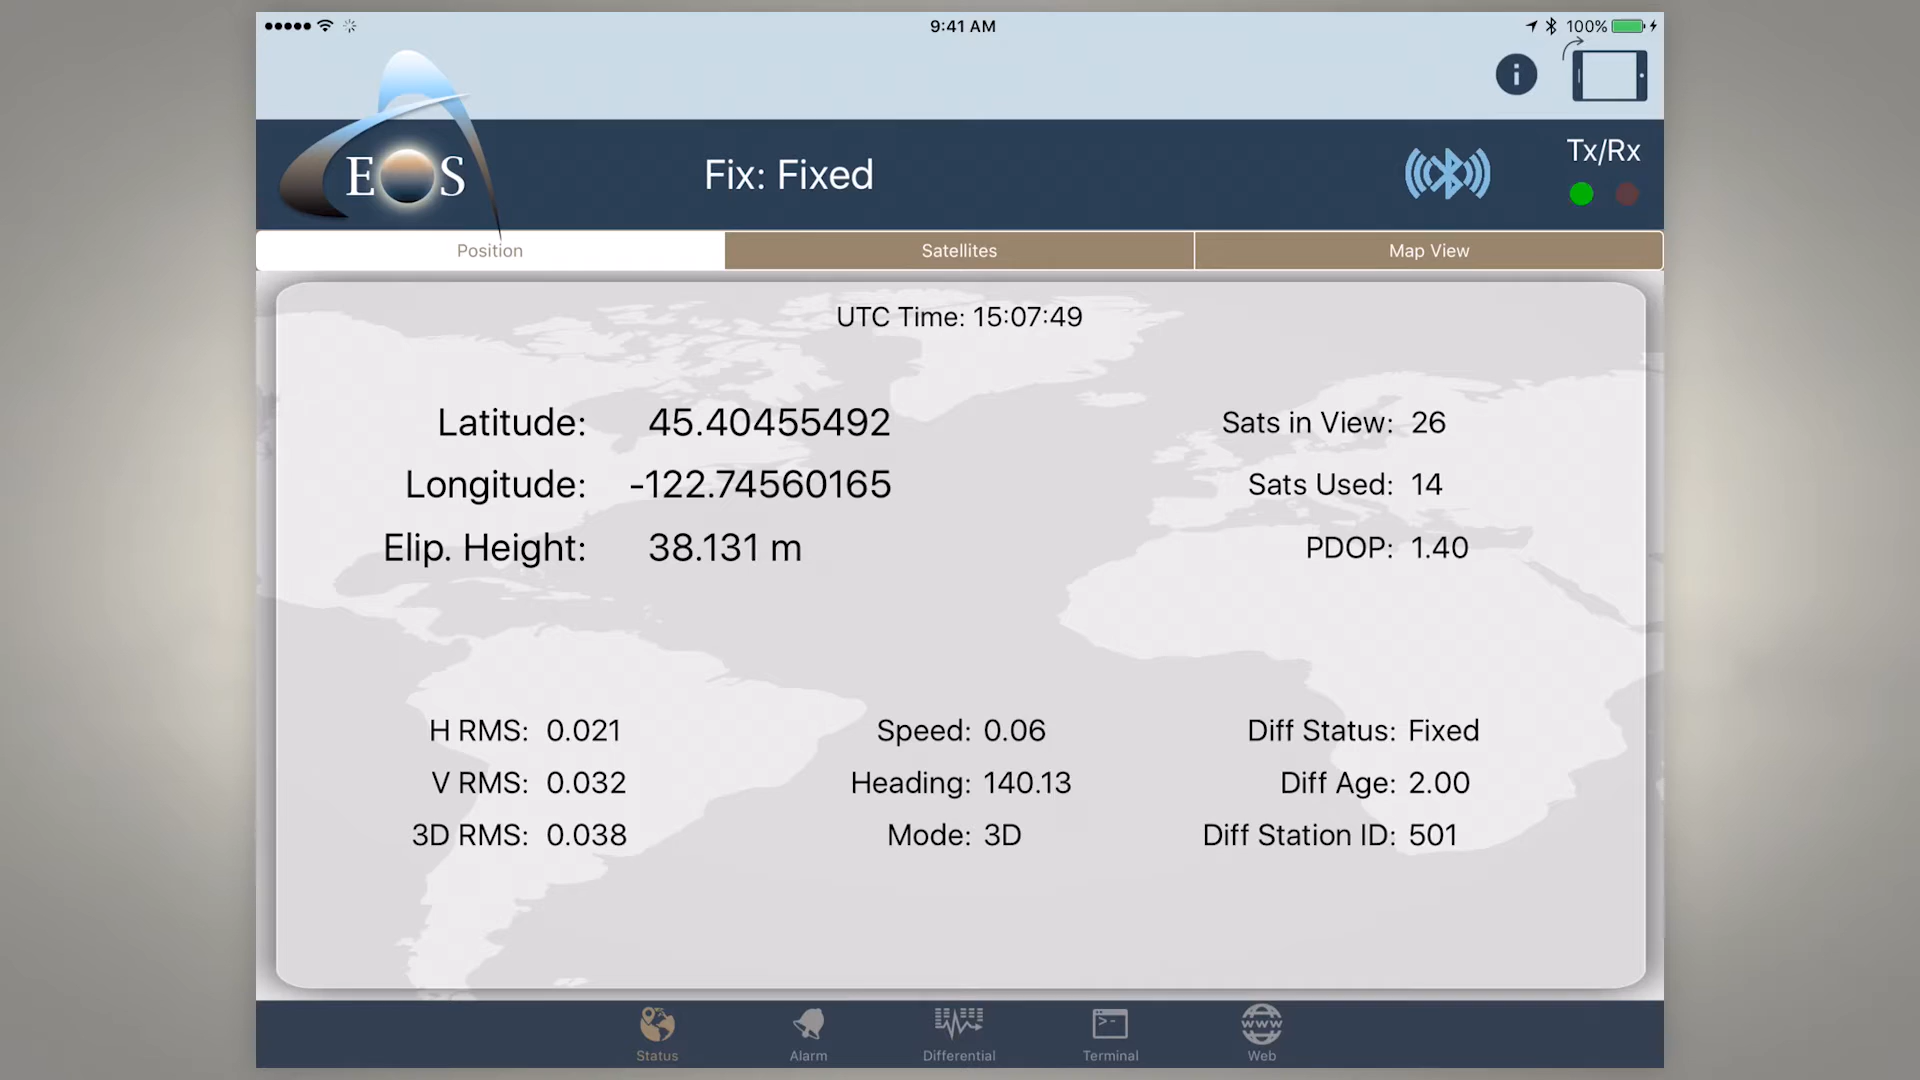 9:41 AM
100%
EOS
Fix: Fixed
Tx/Rx
Position
Satellites
Map View
UTC Time: 15:07:49
Latitude: 45.40455492
Longitude: -122.74560165
Elip. Height: 38.131 m
Sats in View: 26
Sats Used: 14
PDOP: 1.40
H RMS: 0.021
V RMS: 0.032
3D RMS: 0.038
Speed: 0.06
Heading: 140.13
Mode: 3D
Diff Status: Fixed
Diff Age: 2.00
Diff Station ID: 501
Status
Alarm
Differential
Terminal
www
Web